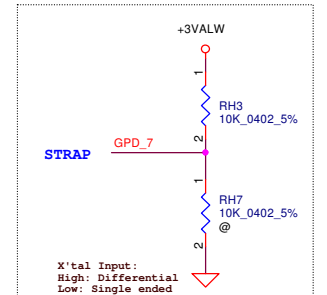 +3VALW
1
RH3
10K_0402_5%
2
GPD_7
STRAP
1
RH7
10K_0402_5%
@
2
X'tal Input:
High: Differential
Low: Single ended